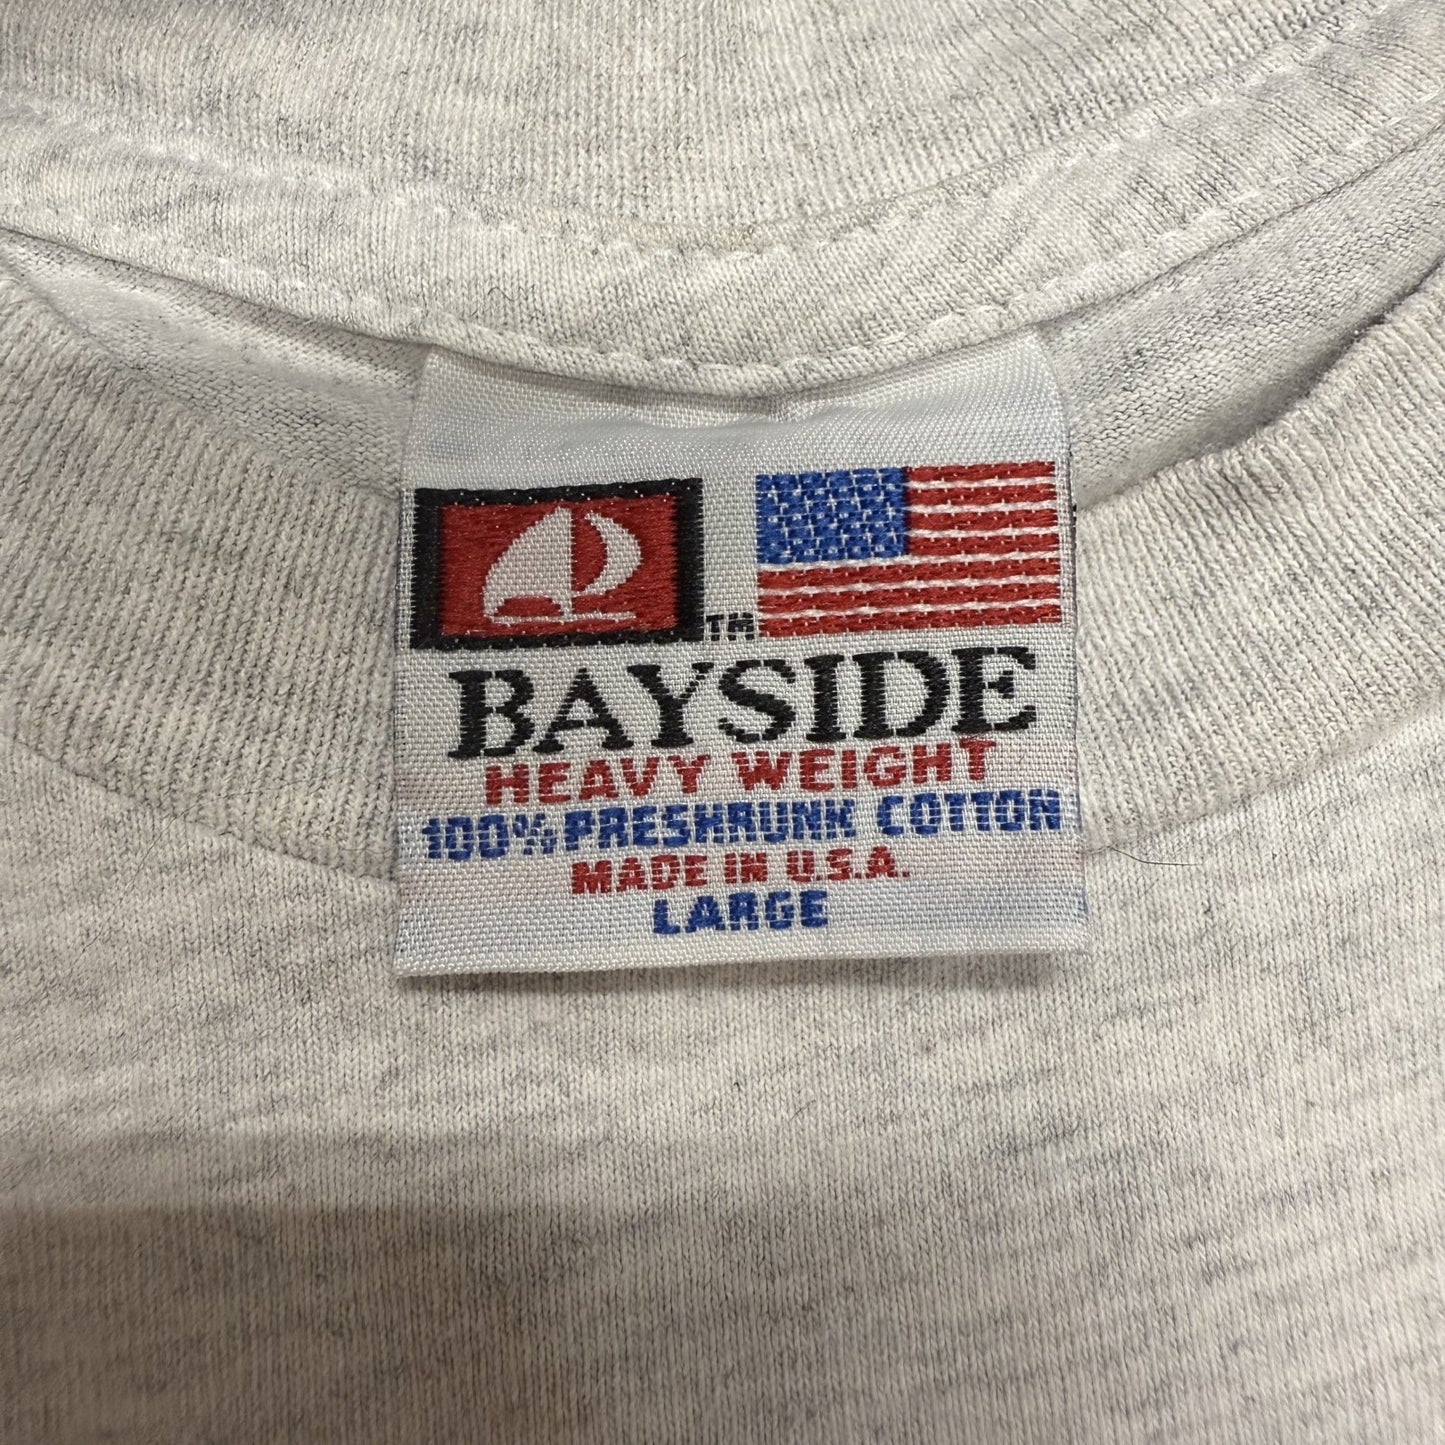 TM
BAYSIDE
HEAVY WEIGHT
100% PRESHRUNK COTTON
MADE IN U.S.A.
LARGE